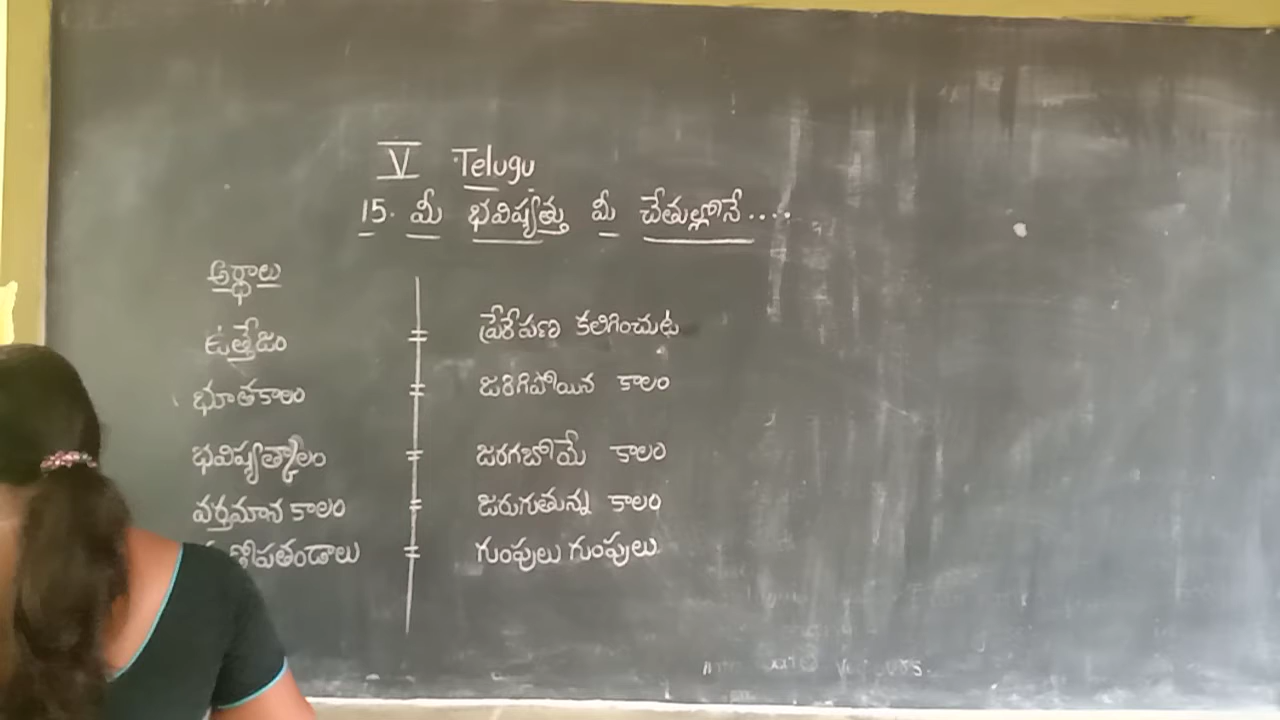 V Telugu
15. మీ భవిష్యత్తు మీ చేతుల్లోనే....
అర్థాలు
ఉత్తేజం = ప్రేరేపణ కలిగించుట
భూతకాలం = జరిగిపోయిన కాలం
భవిష్యత్కాలం = జరగబోయే కాలం
వర్తమాన కాలం = జరుగుతున్న కాలం
= గుంపులు గుంపులు